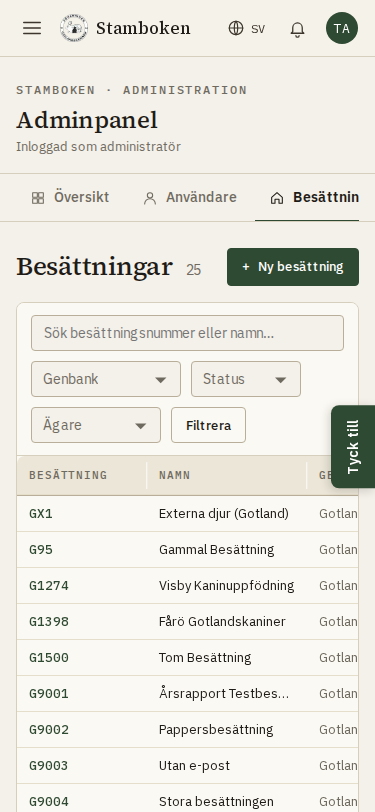 Stamboken
SV
TA
STAMBOKEN · ADMINISTRATION
Adminpanel
Inloggad som administratör
Översikt
Användare
Besättnin
Besättningar 25
+ Ny besättning
Sök besättningsnummer eller namn...
Genbank
Status
Ägare
Filtrera
Tyck till
BESÄTTNING NAMN GE
GX1 Externa djur (Gotland) Gotlan
G95 Gammal Besättning Gotlan
G1274 Visby Kaninuppfödning Gotlan
G1398 Fårö Gotlandskaniner Gotlan
G1500 Tom Besättning Gotlan
G9001 Årsrapport Testbes... Gotlan
G9002 Pappersbesättning Gotlan
G9003 Utan e-post Gotlan
G9004 Stora besättningen Gotlan